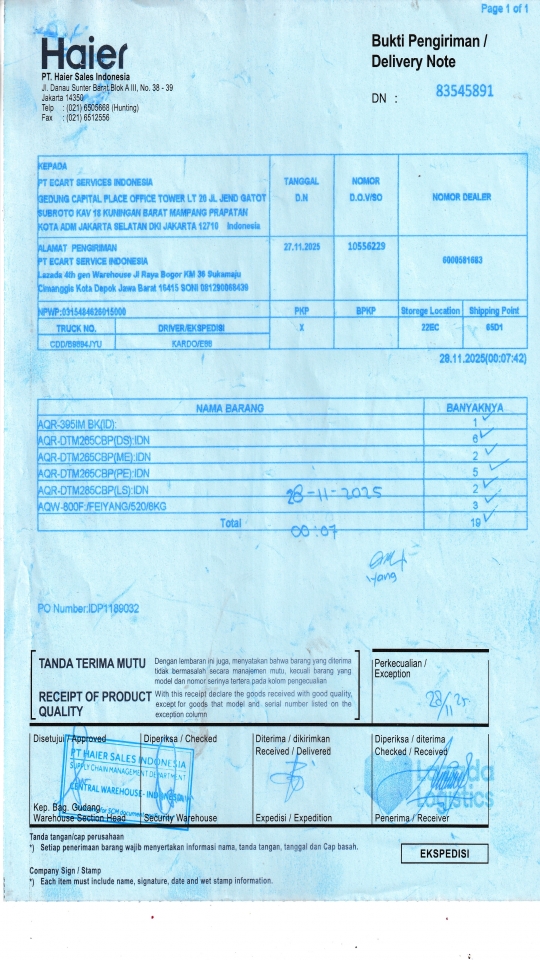 Page 1 of 1
Haier
PT. Haier Sales Indonesia
Jl. Danau Sunter Barat Blok A III, No. 38 - 39
Jakarta 14350
Telp : (021) 6505668 (Hunting)
Fax : (021) 6512556
Bukti Pengiriman /
Delivery Note
DN : 83545891
KEPADA
PT ECART SERVICES INDONESIA
GEDUNG CAPITAL PLACE OFFICE TOWER LT 20 JL JEND GATOT
SUBROTO KAV 18 KUNINGAN BARAT MAMPANG PRAPATAN
KOTA ADM JAKARTA SELATAN DKI JAKARTA 12710 Indonesia
TANGGAL
D.N
NOMOR
D.O.V/SO
NOMOR DEALER
ALAMAT PENGIRIMAN
PT ECART SERVICE INDONESIA
Lazada 4th gen Warehouse Jl Raya Bogor KM 36 Sukamaju
Cimanggis Kota Depok Jawa Barat 16415 SONI
27.11.2025
10556229
NPWP:
PKP
BPKP
Storage Location
Shipping Point
TRUCK NO.
DRIVER/EKSPEDISI
X
22EC
65D1
28.11.2025(00:07:42)
NAMA BARANG BANYAKNYA
AQR-395IM BK(ID): 1
AQR-DTM265CBP(DS):IDN 6
AQR-DTM265CBP(ME):IDN 2
AQR-DTM265CBP(PE):IDN 5
AQR-DTM285CBP(LS):IDN 2
AQW-800F:/FEIYANG/520/8KG 3
Total 19
28-11-2025
00:07
PO Number:IDP1189032
TANDA TERIMA MUTU
Dengan lembaran ini juga, menyatakan bahwa barang yang diterima
tidak bermasalah secara manajemen mutu, kecuali barang yang
model dan nomor serinya tertera pada kolom pengecualian
RECEIPT OF PRODUCT
QUALITY
With this receipt declare the goods received with good quality,
except for goods that model and serial number listed on the
exception column
Perkecualian /
Exception
28/11/25
Disetujui / Approved
Diperiksa / Checked
Diterima / dikirimkan
Received / Delivered
Diperiksa / diterima
Checked / Received
PT HAIER SALES INDONESIA
SUPPLY CHAIN MANAGEMENT DEPARTMENT
CENTRAL WAREHOUSE- INDONESIA
for SCM document
Lazada
Logistics
Kep. Bag. Gudang
Warehouse Section Head
Security Warehouse
Expedisi / Expedition
Penerima / Receiver
Tanda tangan/cap perusahaan
*) Setiap penerimaan barang wajib menyertakan informasi nama, tanda tangan, tanggal dan Cap basah.
EKSPEDISI
Company Sign / Stamp
*) Each item must include name, signature, date and wet stamp information.